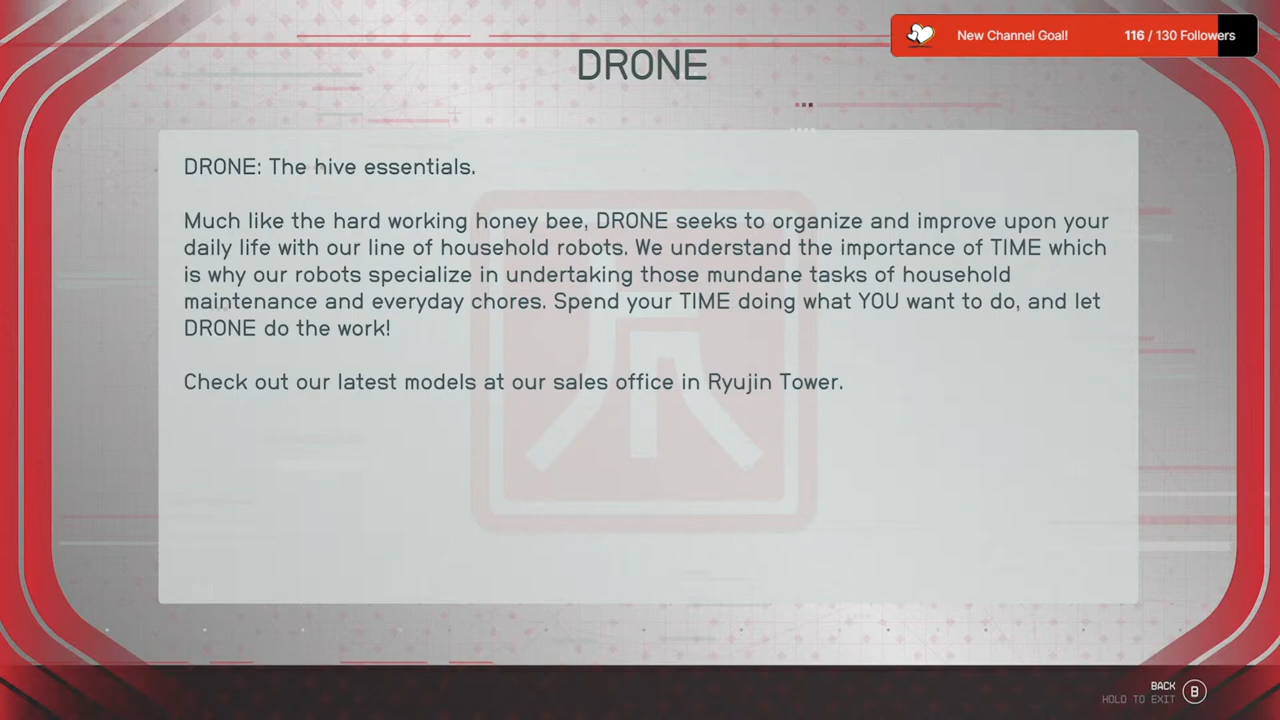 New Channel Goal! 116 / 130 Followers
DRONE
DRONE: The hive essentials.
Much like the hard working honey bee, DRONE seeks to organize and improve upon your
daily life with our line of household robots. We understand the importance of TIME which
is why our robots specialize in undertaking those mundane tasks of household
maintenance and everyday chores. Spend your TIME doing what YOU want to do, and let
DRONE do the work!
Check out our latest models at our sales office in Ryujin Tower.
BACK
HOLD TO EXIT
B